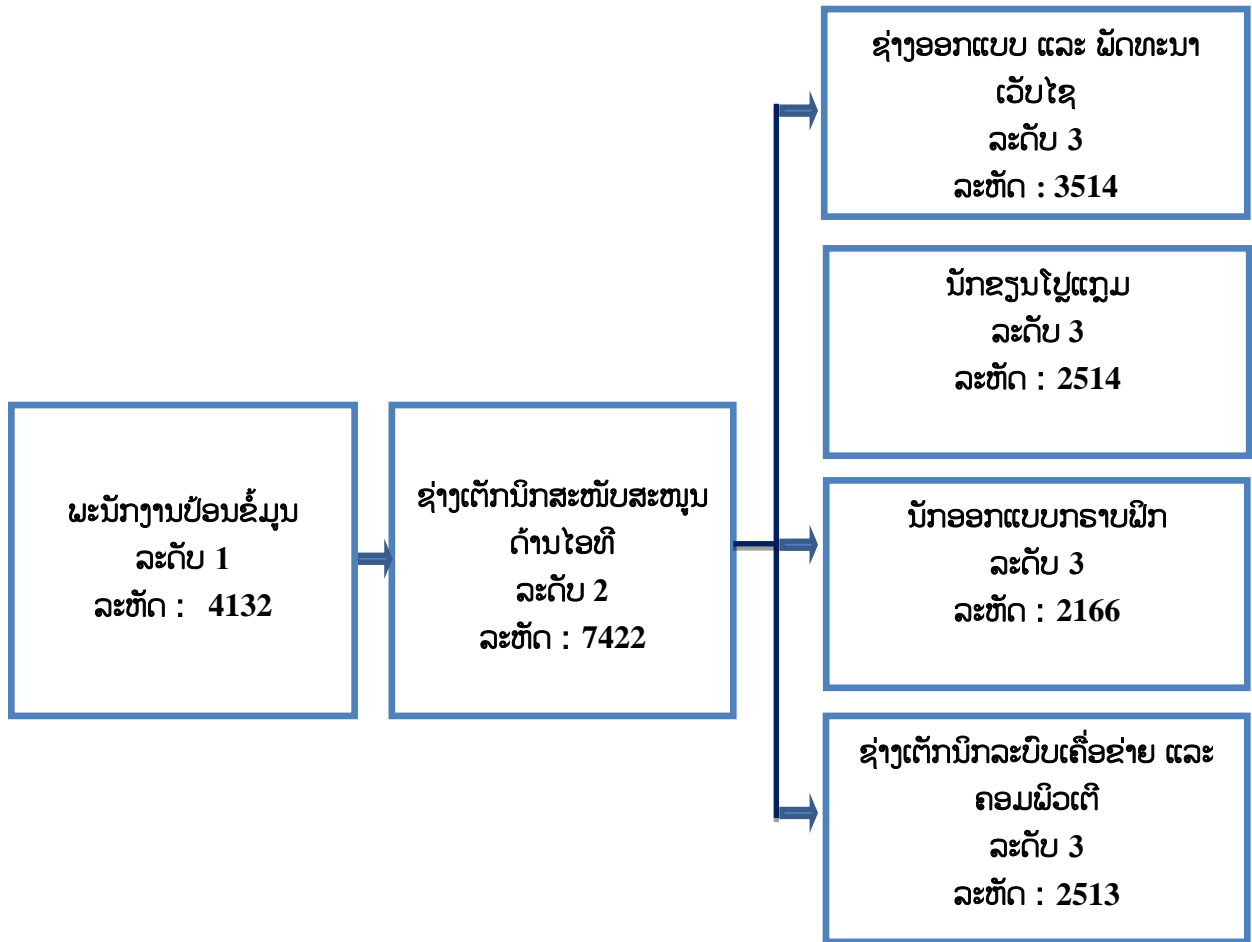 ຊ່າງອອກແບບ ແລະ ພັດທະນາ
ເວັບໄຊ
ລະດັບ 3
ລະຫັດ : 3514
ນັກຂຽນໂປຼແກຼມ
ລະດັບ 3
ລະຫັດ : 2514
ພະນັກງານປ້ອນຂໍ້ມູນ
ລະດັບ 1
ລະຫັດ : 4132
ຊ່າງເຕັກນິກສະໜັບສະໜູນ
ດ້ານໄອທີ
ລະດັບ 2
ລະຫັດ : 7422
ນັກອອກແບບກຣາບຟິກ
ລະດັບ 3
ລະຫັດ : 2166
ຊ່າງເຕັກນິກລະບົບເຄື່ອຂ່າຍ ແລະ
ຄອມພິວເຕີ
ລະດັບ 3
ລະຫັດ : 2513